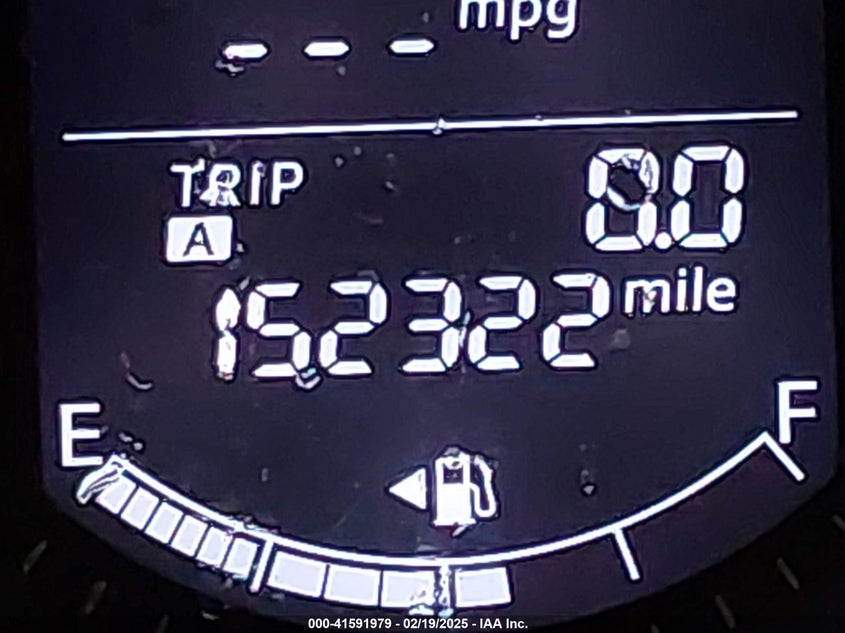 --- mpg
TRIP 0.0
A
152322 mile
E F
000-41591979 - 02/19/2025 - IAA Inc.